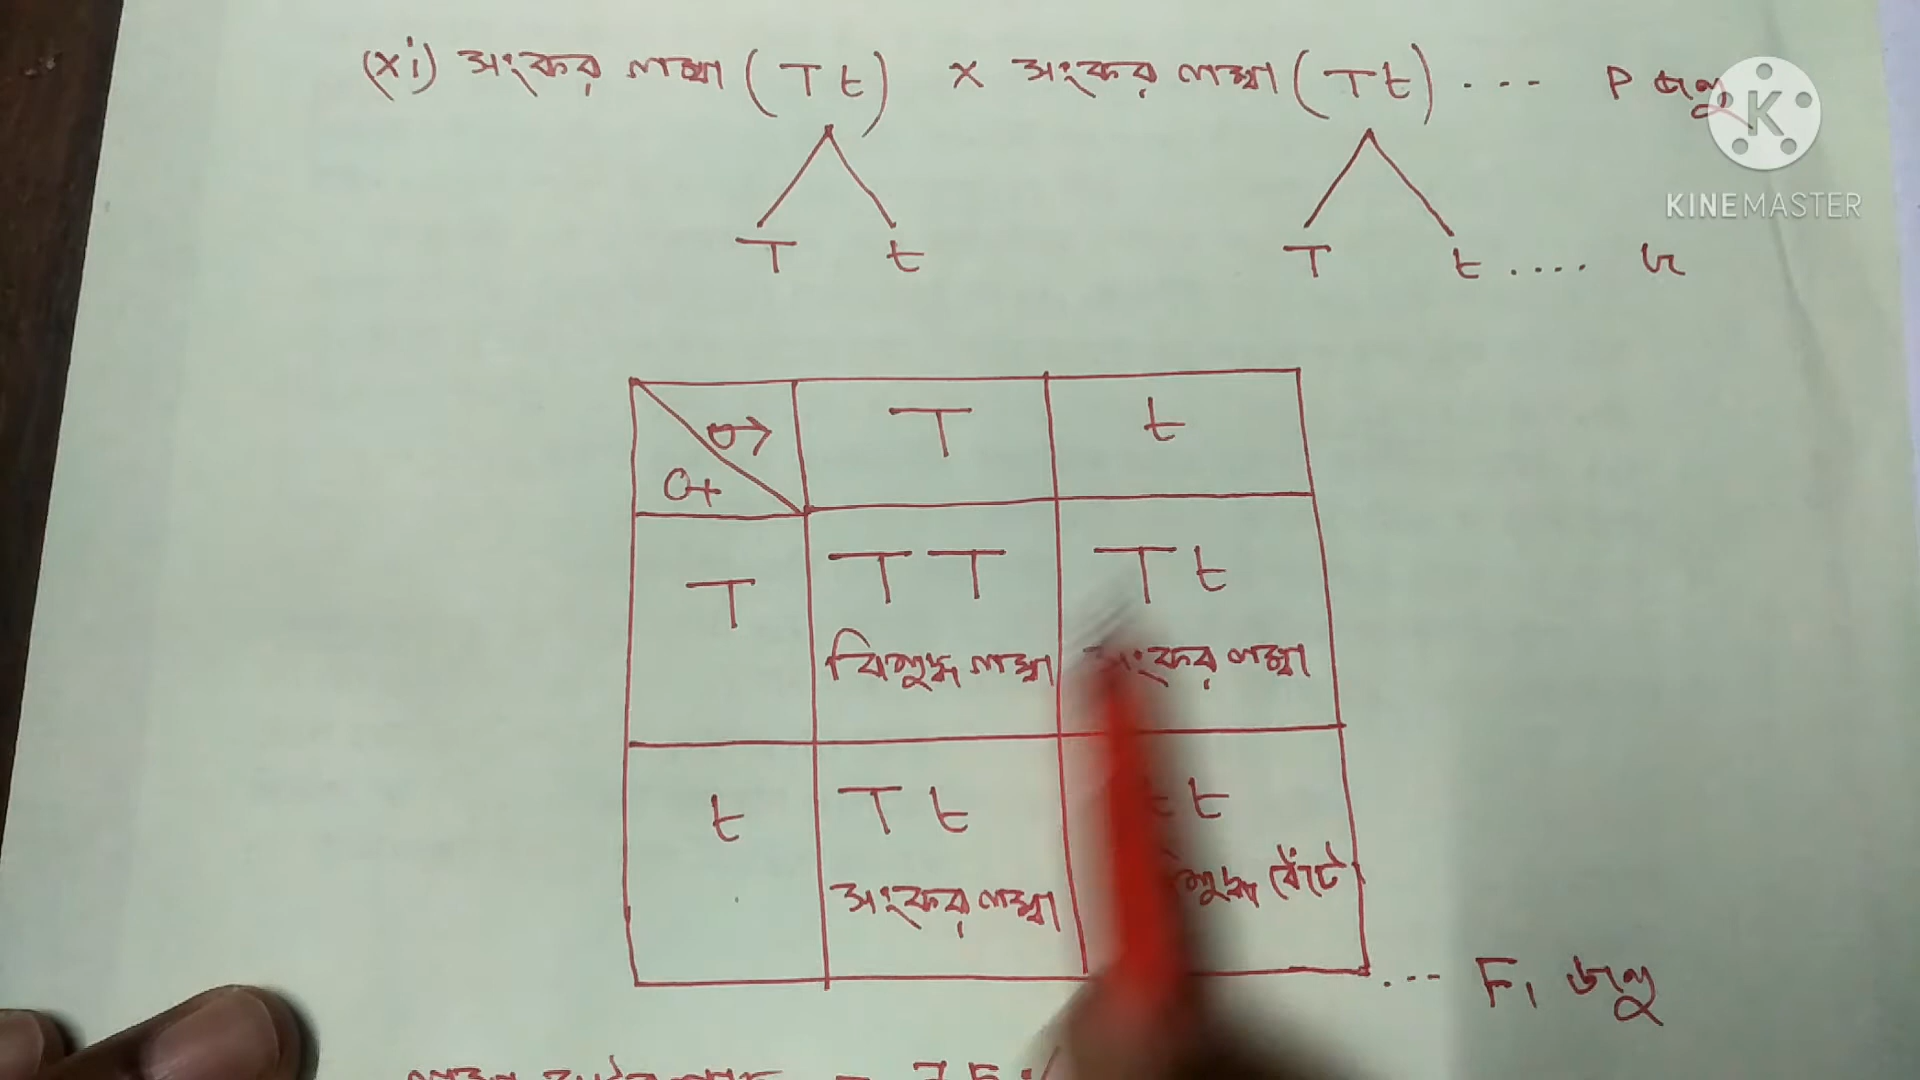 (xi) সংকর লম্বা (Tt) x সংকর লম্বা (Tt) ... P জনু
K
KINEMASTER
T t T t ....
♂ T t
♀
T TT Tt
বিশুদ্ধ লম্বা সংকর লম্বা
t Tt t
সংকর লম্বা বেঁটে
... F1 জনু